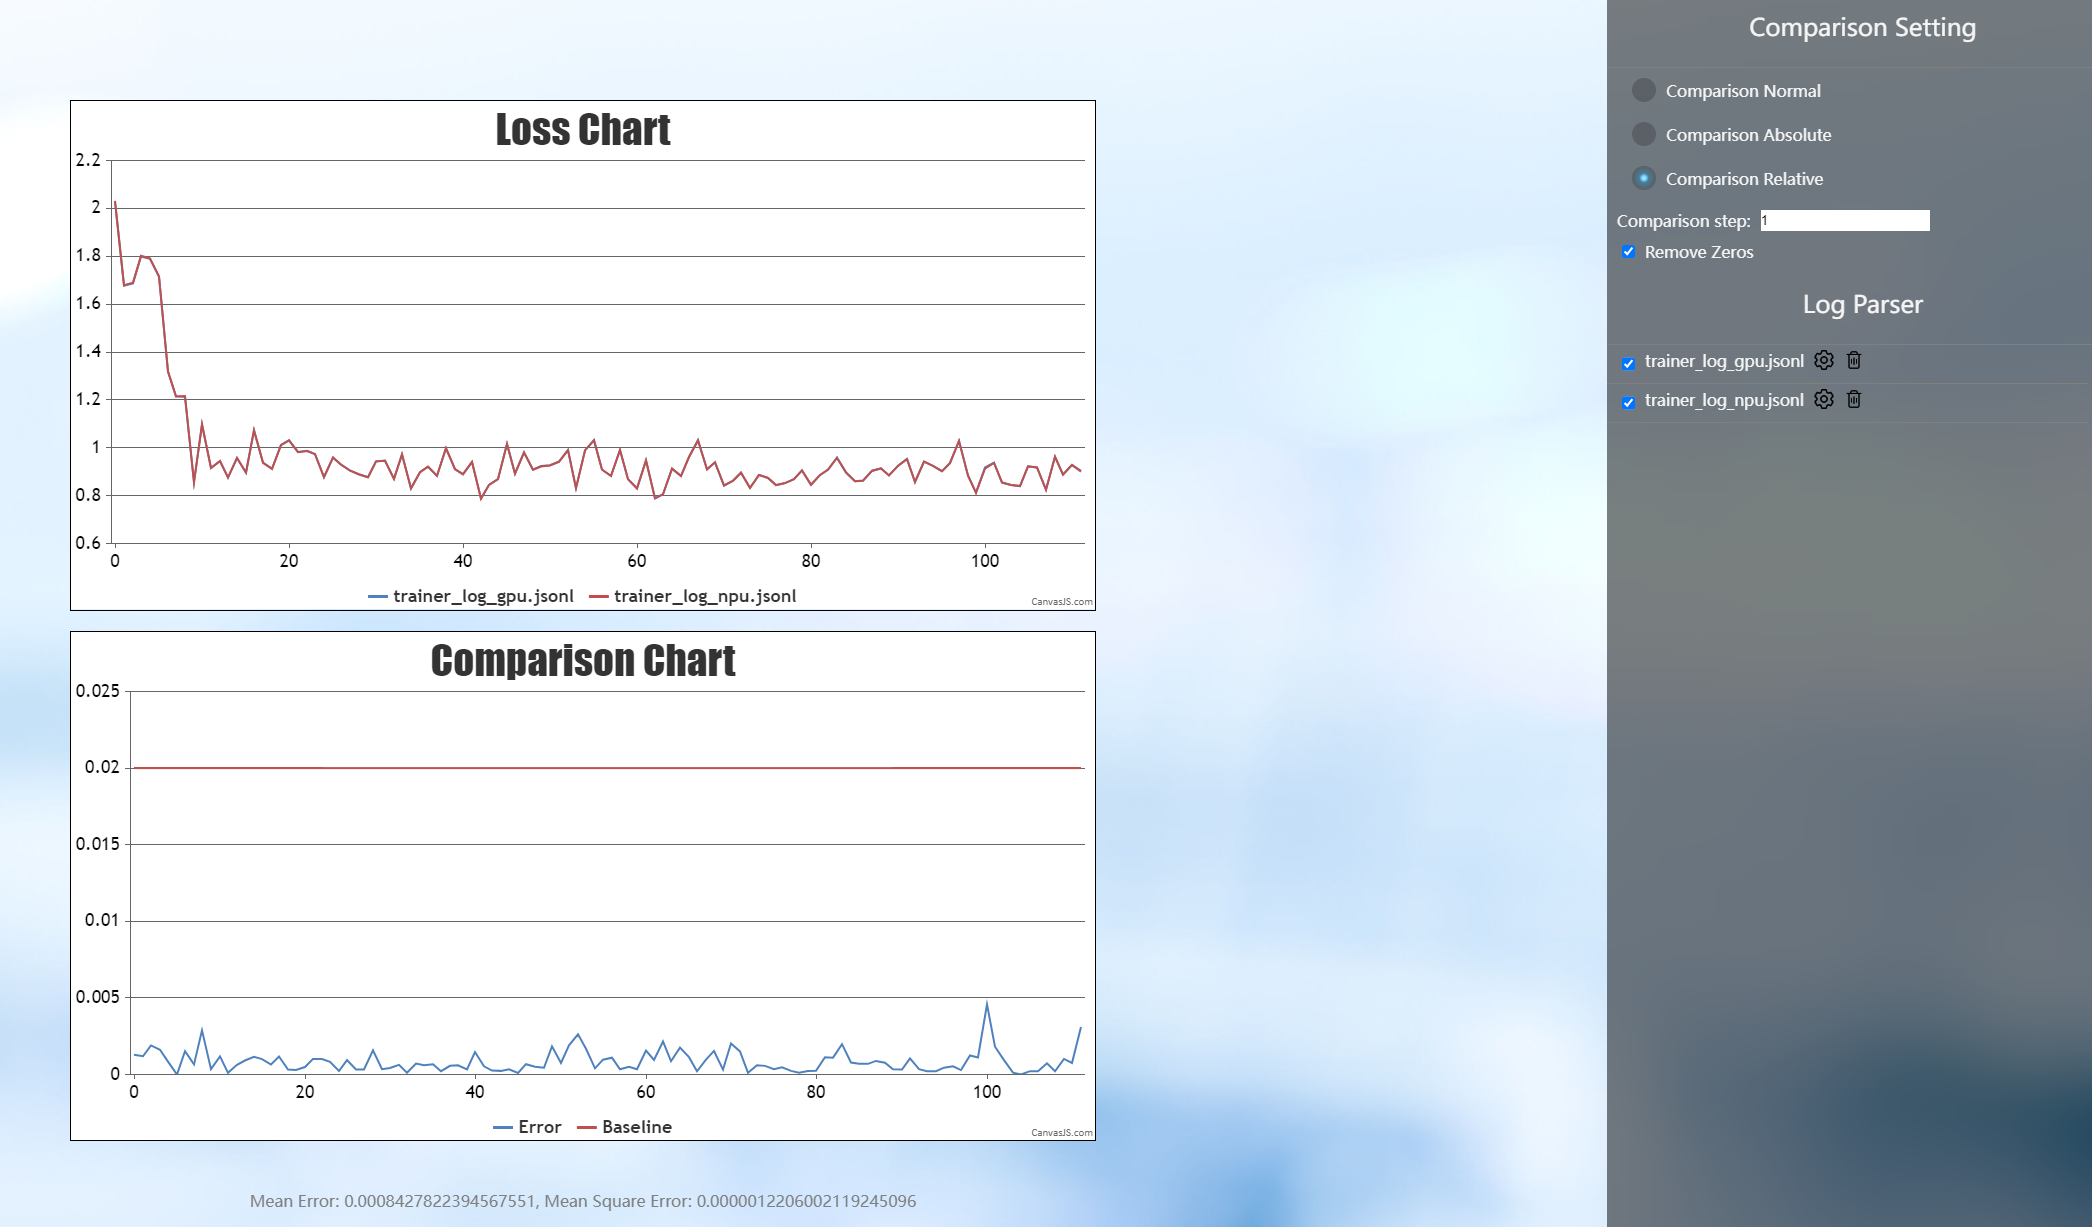 Loss Chart
2.2
2
1.8
1.6
1.4
1.2
1
0.8
0.6
0 20 40 60 80 100
trainer_log_gpu.jsonl trainer_log_npu.jsonl
CanvasJS.com
Comparison Chart
0.025
0.02
0.015
0.01
0.005
0
0 20 40 60 80 100
Error Baseline
CanvasJS.com
Mean Error: 0.0008427822394567551, Mean Square Error: 0.0000012206002119245096
Comparison Setting
Comparison Normal
Comparison Absolute
Comparison Relative
Comparison step: 1
Remove Zeros
Log Parser
trainer_log_gpu.jsonl
trainer_log_npu.jsonl